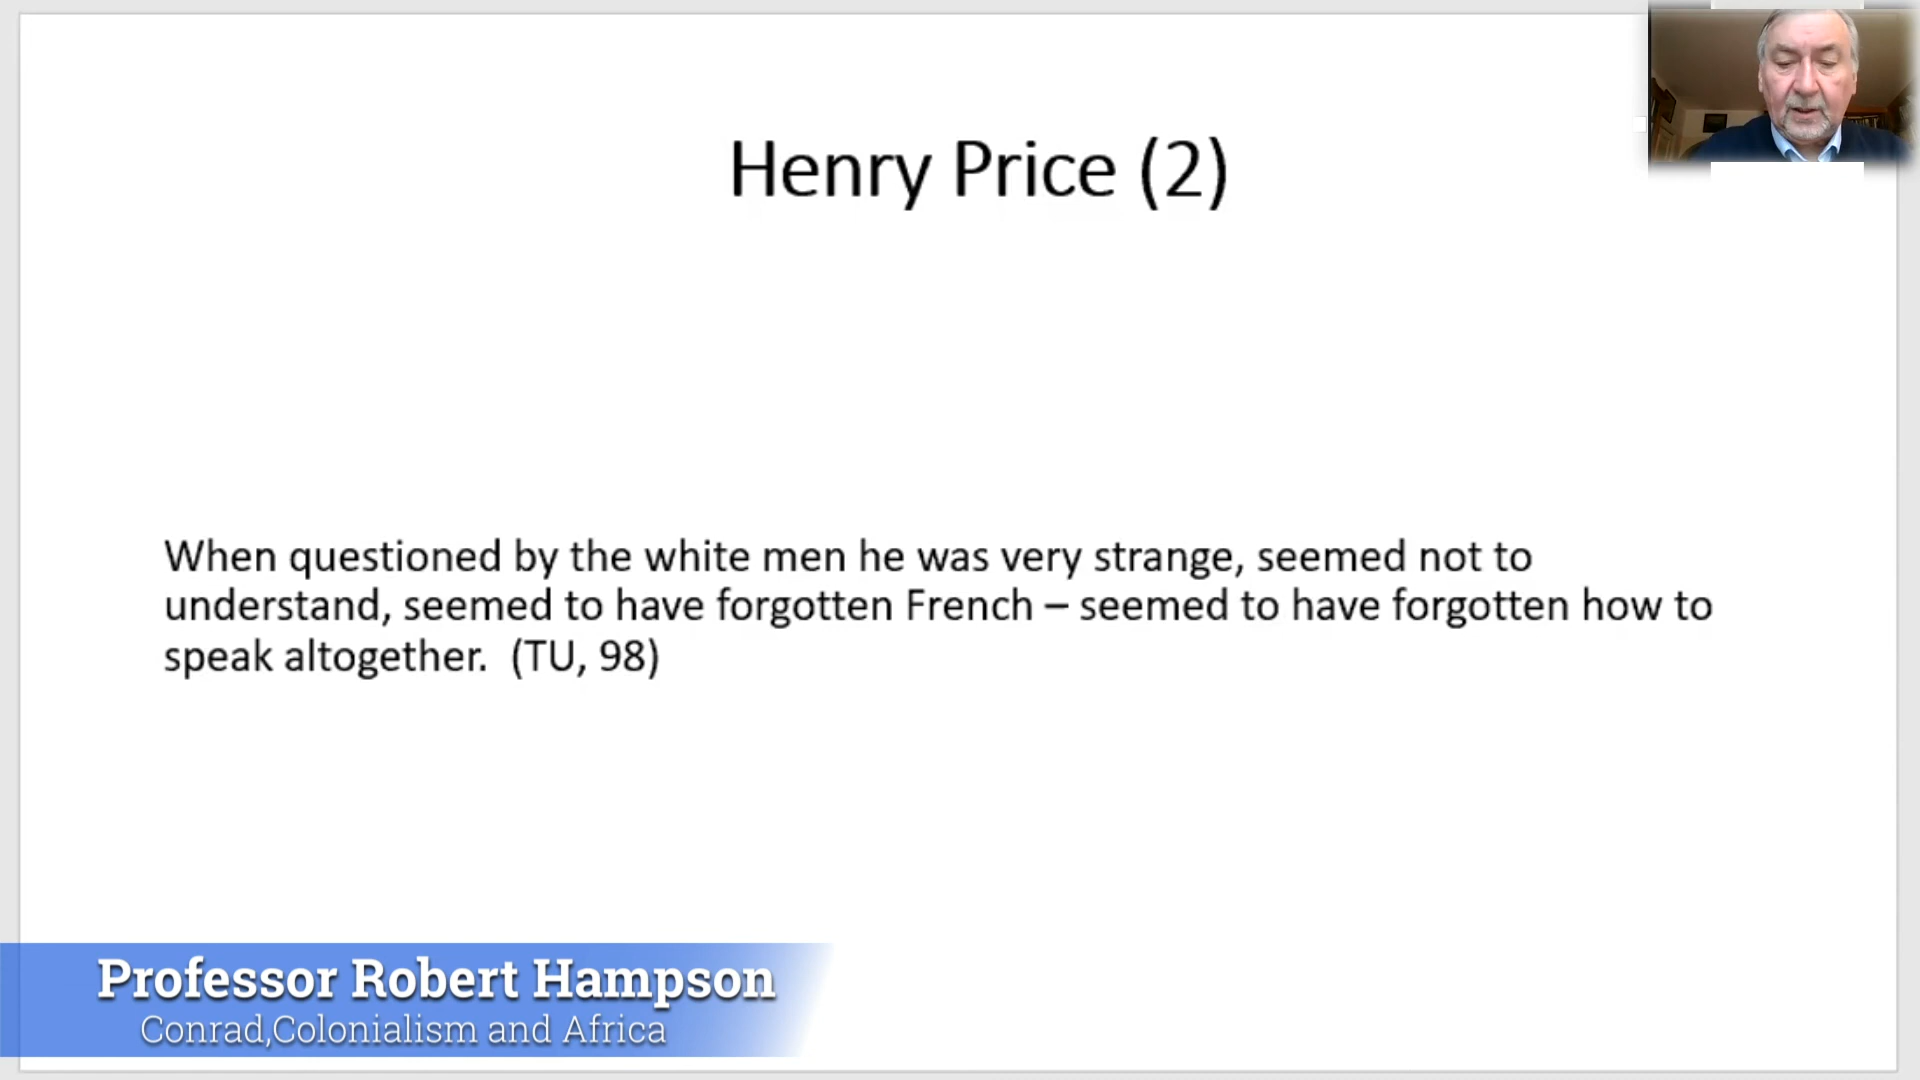 Henry Price (2)
When questioned by the white men he was very strange, seemed not to
understand, seemed to have forgotten French – seemed to have forgotten how to
speak altogether.  (TU, 98)
Professor Robert Hampson
Conrad,Colonialism and Africa